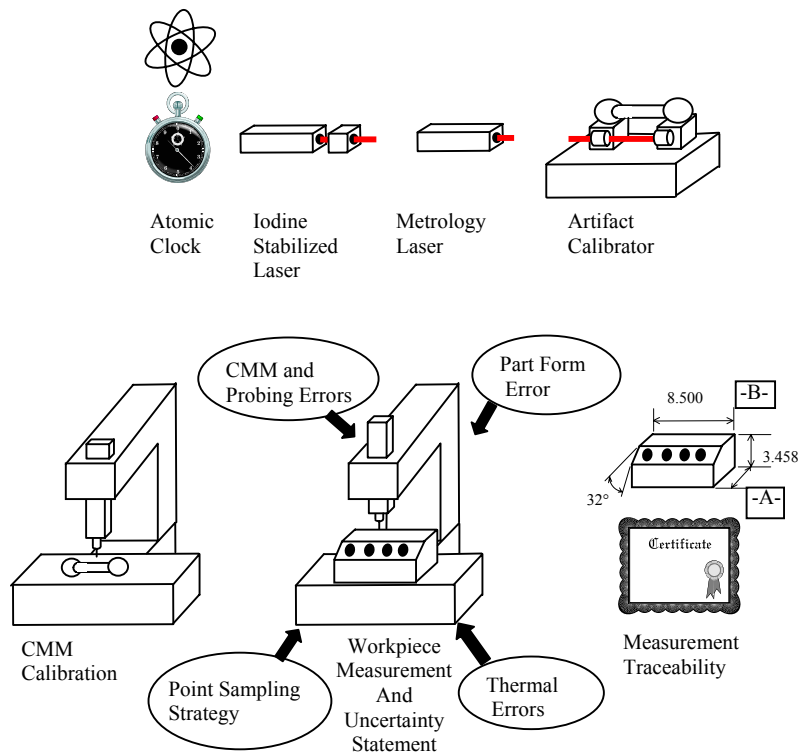 Atomic
Clock
Iodine
Stabilized
Laser
Metrology
Laser
Artifact
Calibrator
CMM and
Probing Errors
Part Form
Error
8.500
-B-
3.458
32°
-A-
Certificate
CMM
Calibration
Point Sampling
Strategy
Workpiece
Measurement
And
Uncertainty
Statement
Thermal
Errors
Measurement
Traceability